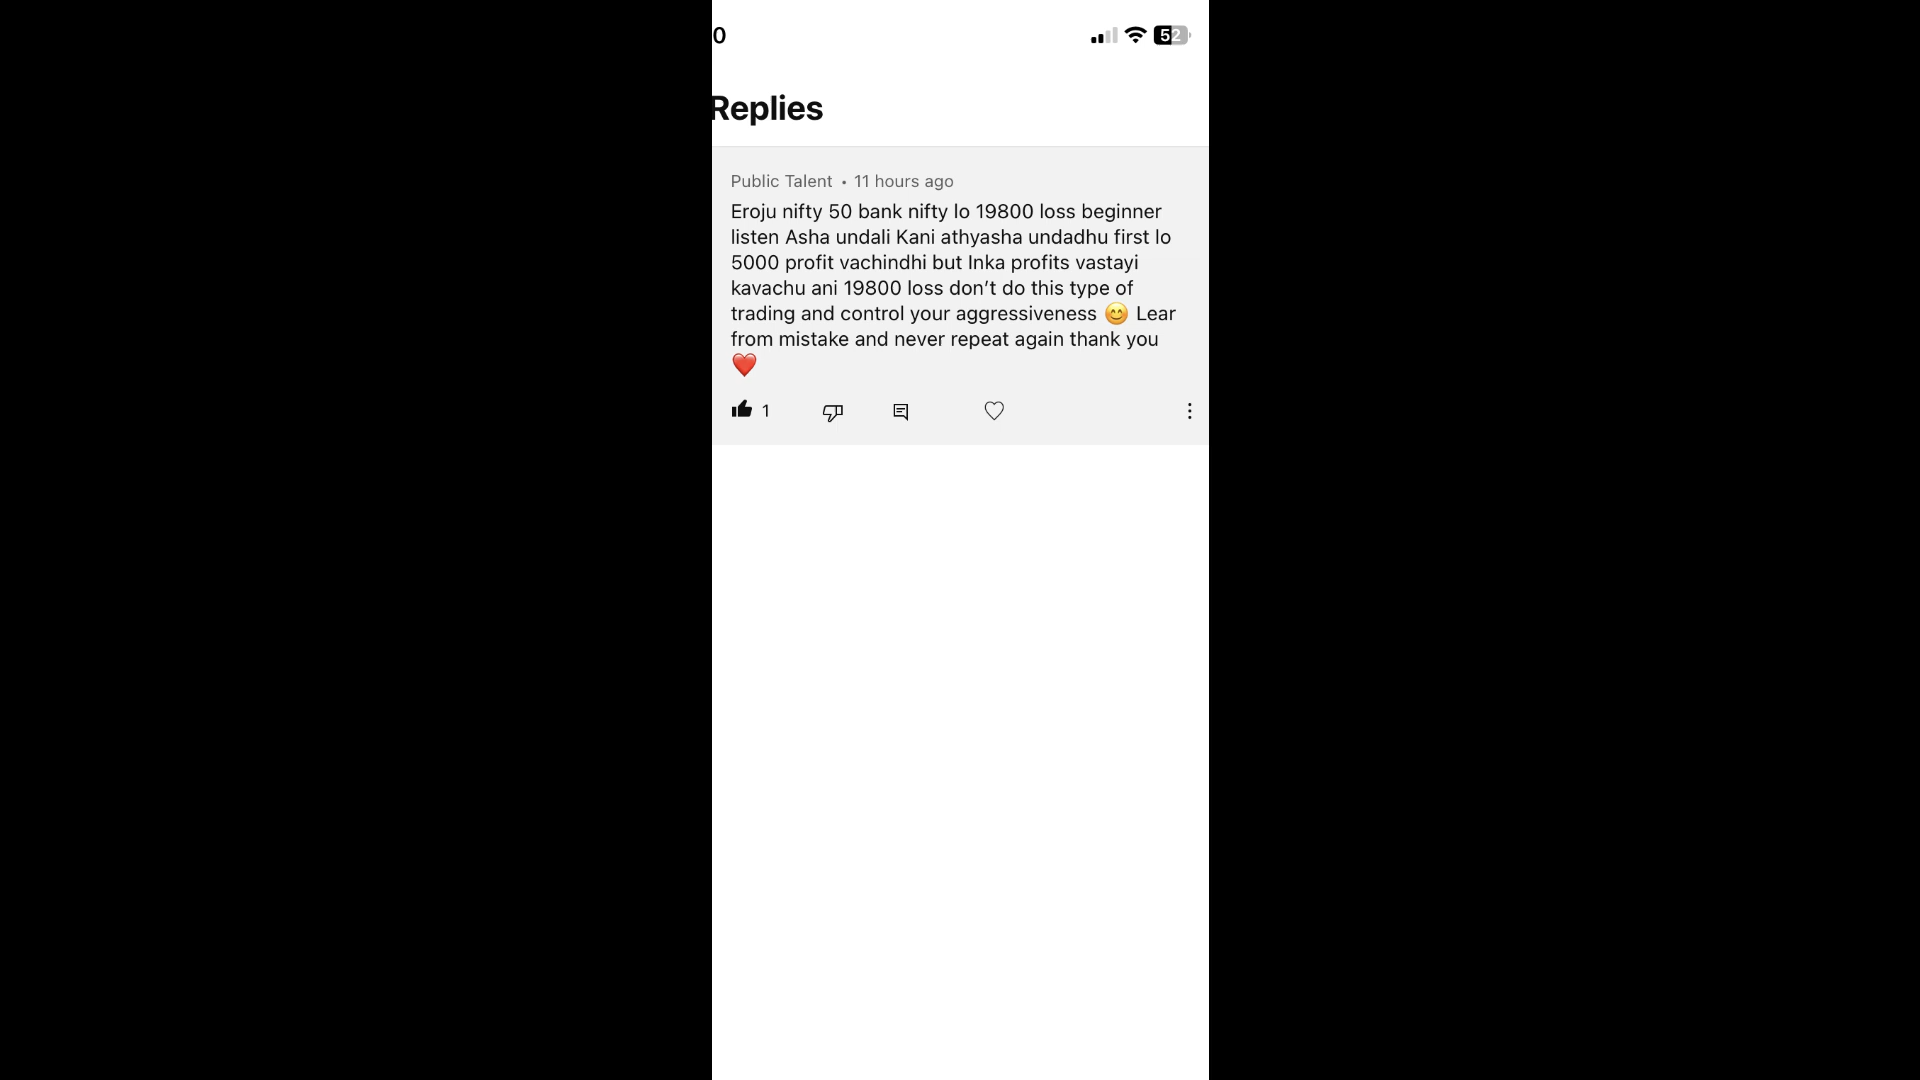 0
52
Replies
Public Talent • 11 hours ago
Eroju nifty 50 bank nifty lo 19800 loss beginner
listen Asha undali Kani athyasha undadhu first lo
5000 profit vachindhi but Inka profits vastayi
kavachu ani 19800 loss don’t do this type of
trading and control your aggressiveness 😊 Lear
from mistake and never repeat again thank you
❤️
1